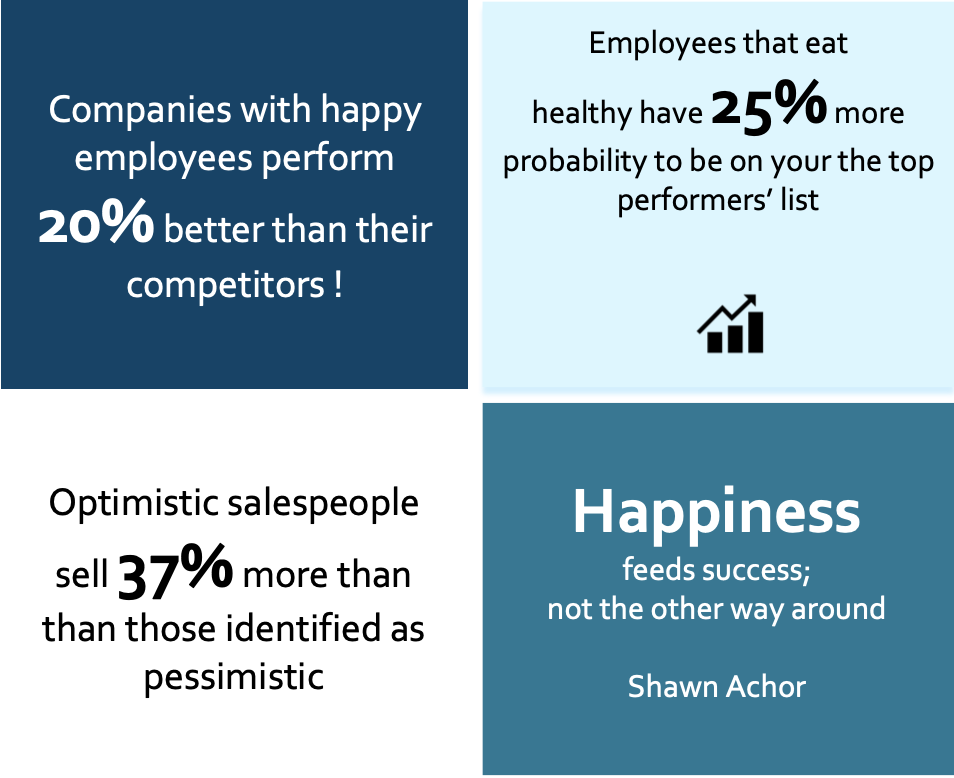 Companies with happy
employees perform
20% better than their
competitors !
Employees that eat
healthy have 25% more
probability to be on your the top
performers’ list
Optimistic salespeople
sell 37% more than
than those identified as
pessimistic
Happiness
feeds success;
not the other way around
Shawn Achor